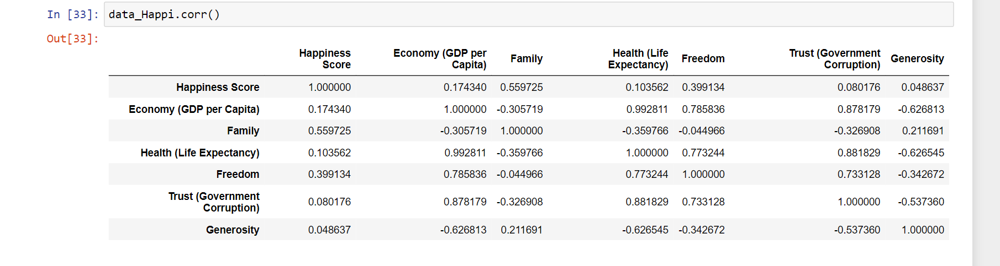 In [33]: data_Happi.corr()
Out[33]:
Happiness Score Economy (GDP per Capita) Family Health (Life Expectancy) Freedom Trust (Government Corruption) Generosity
Happiness Score 1.000000 0.174340 0.559725 0.103562 0.399134 0.080176 0.048637
Economy (GDP per Capita) 0.174340 1.000000 -0.305719 0.992811 0.785836 0.878179 -0.626813
Family 0.559725 -0.305719 1.000000 -0.359766 -0.044966 -0.326908 0.211691
Health (Life Expectancy) 0.103562 0.992811 -0.359766 1.000000 0.773244 0.881829 -0.626545
Freedom 0.399134 0.785836 -0.044966 0.773244 1.000000 0.733128 -0.342672
Trust (Government Corruption) 0.080176 0.878179 -0.326908 0.881829 0.733128 1.000000 -0.537360
Generosity 0.048637 -0.626813 0.211691 -0.626545 -0.342672 -0.537360 1.000000